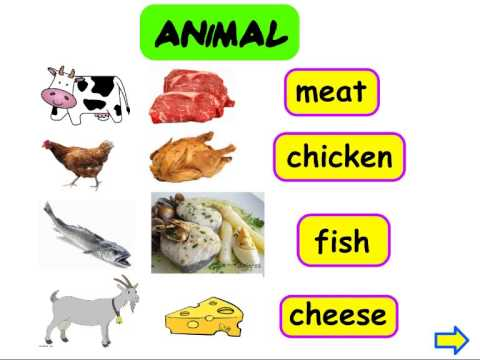 ANIMAL
meat
chicken
fish
cheese